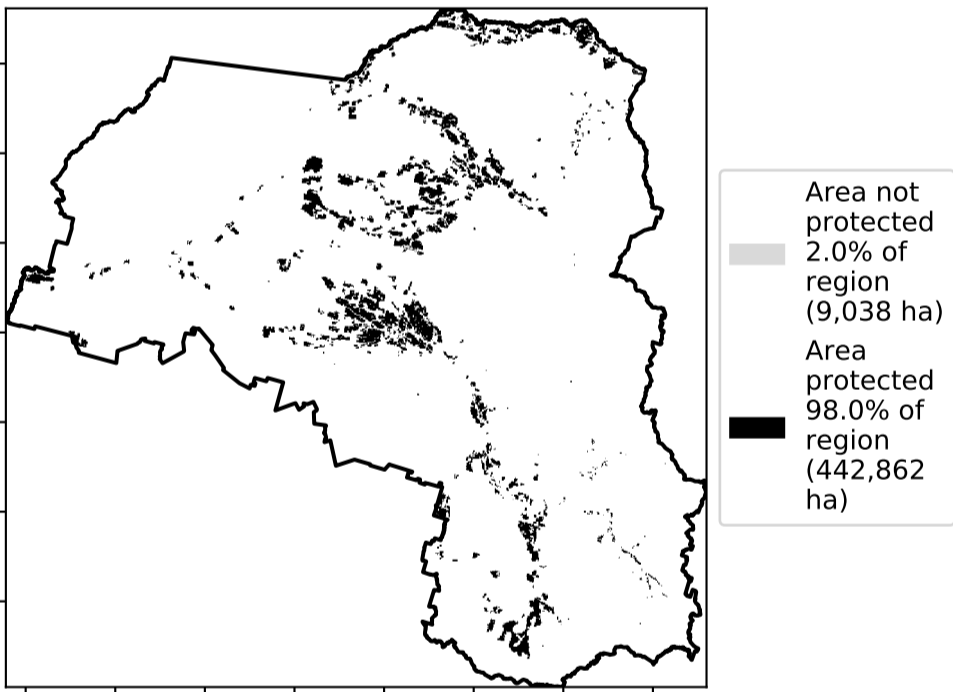 Area not
protected
2.0% of
region
(9,038 ha)
Area
protected
98.0% of
region
(442,862
ha)